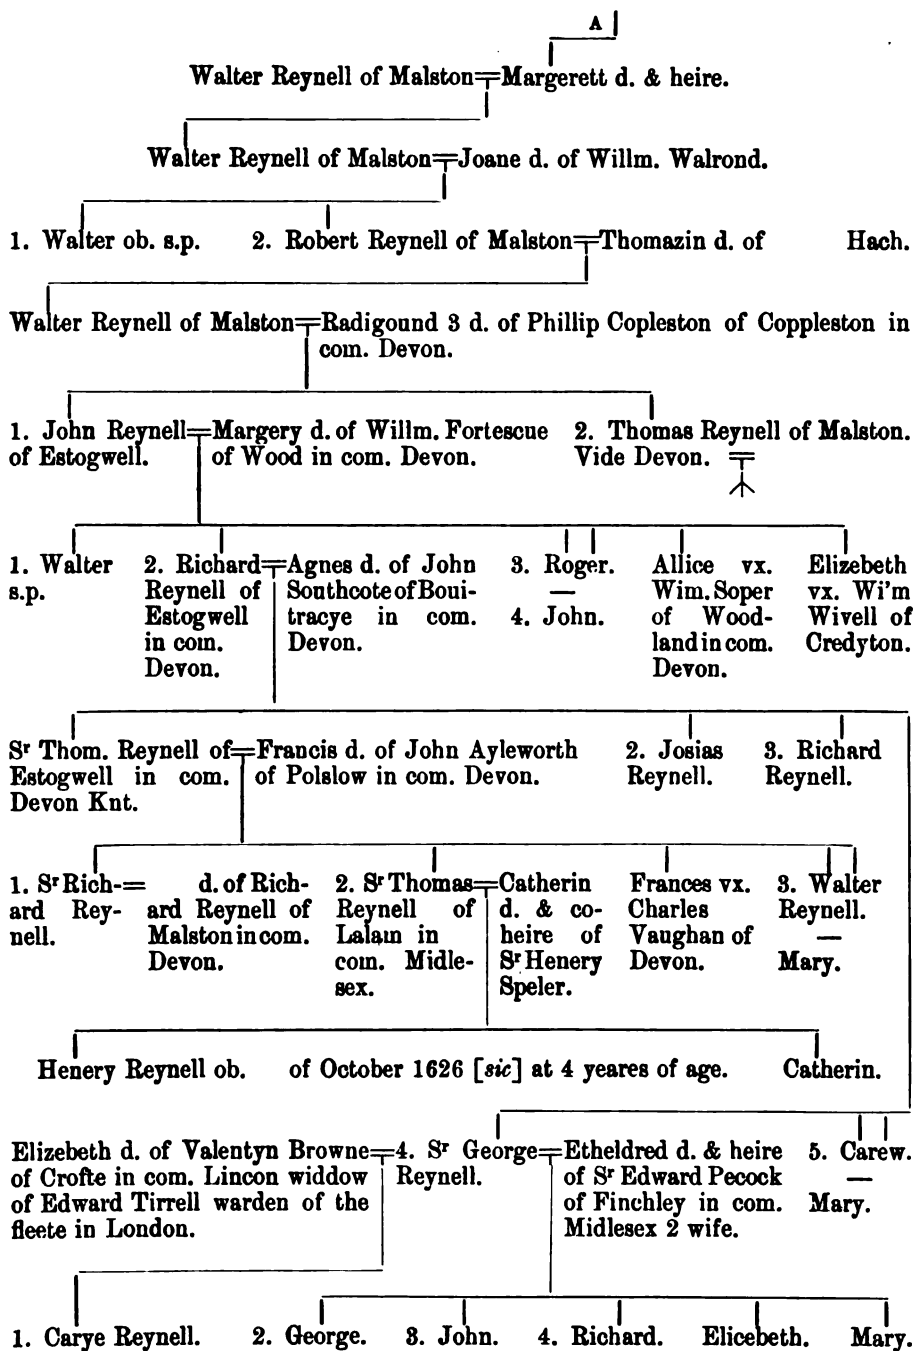 A
Walter Reynell of Malston=Margerett d. & heire.
Walter Reynell of Malston=Joane d. of Willm. Walrond.
1. Walter ob. s.p. 2. Robert Reynell of Malston=Thomazin d. of Hach.
Walter Reynell of Malston=Radigound 3 d. of Phillip Copleston of Coppleston in
com. Devon.
1. John Reynell=Margery d. of Willm. Fortescue 2. Thomas Reynell of Malston.
of Estogwell. of Wood in com. Devon. Vide Devon.
1. Walter 2. Richard=Agnes d. of John 3. Roger. Allice vx. Elizebeth
s.p. Reynell of Southcote of Boui- — Wim. Soper vx. Wi'm
Estogwell tracye in com. 4. John. of Wood- Wivell of
in com. Devon. land in com. Credyton.
Devon. Devon.
Sr Thom. Reynell of=Francis d. of John Ayleworth 2. Josias 3. Richard
Estogwell in com. of Polslow in com. Devon. Reynell. Reynell.
Devon Knt.
1. Sr Rich-= d. of Rich- 2. Sr Thomas=Catherin Frances vx. 3. Walter
ard Rey- ard Reynell of Reynell of d. & co- Charles Reynell.
nell. Malston in com. Lalam in heire of Vaughan of —
Devon. com. Midle- Sr Henery Devon. Mary.
sex. Speler.
Henery Reynell ob. of October 1626 [sic] at 4 yeares of age. Catherin.
Elizebeth d. of Valentyn Browne=4. Sr George=Etheldred d. & heire 5. Carew.
of Crofte in com. Lincon widdow Reynell. of Sr Edward Pecock —
of Edward Tirrell warden of the of Finchley in com. Mary.
fleete in London. Midlesex 2 wife.
1. Carye Reynell. 2. George. 3. John. 4. Richard. Elicebeth. Mary.